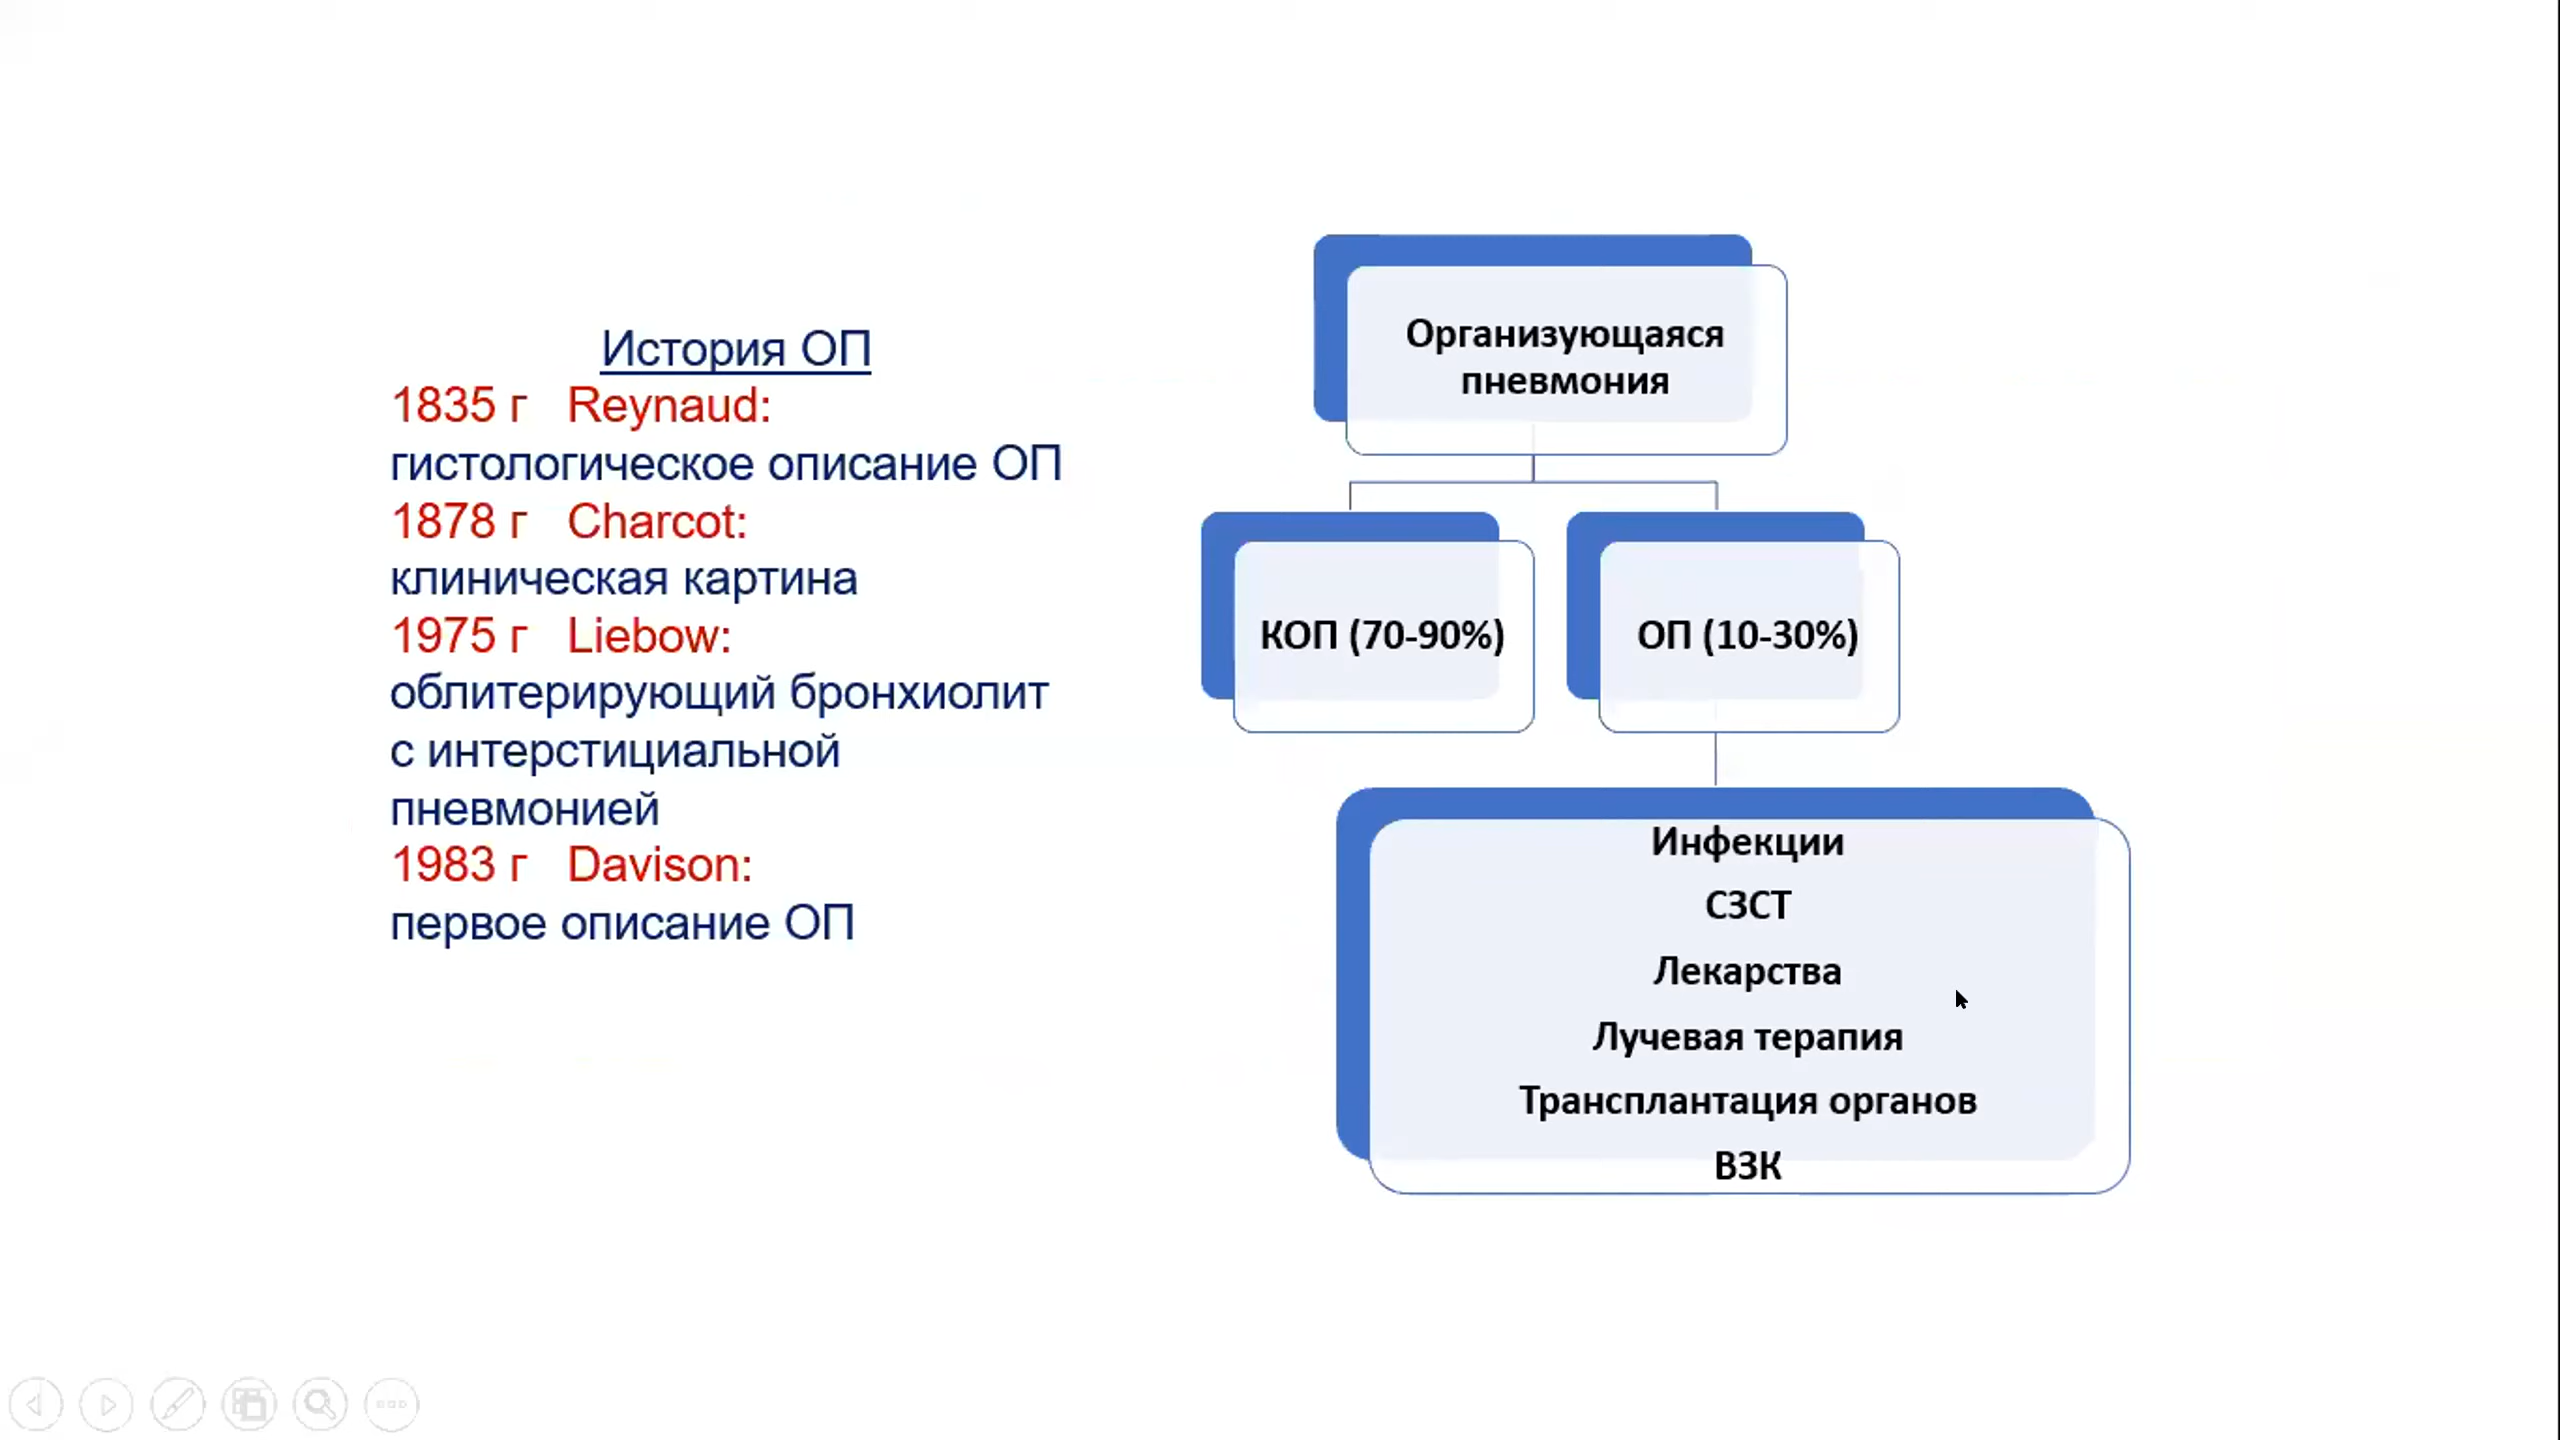 История ОП
1835 г Reynaud:
гистологическое описание ОП
1878 г Charcot:
клиническая картина
1975 г Liebow:
облитерирующий бронхиолит
с интерстициальной
пневмонией
1983 г Davison:
первое описание ОП
Организующаяся
пневмония
КОП (70-90%)
ОП (10-30%)
Инфекции
СЗСТ
Лекарства
Лучевая терапия
Трансплантация органов
ВЗК